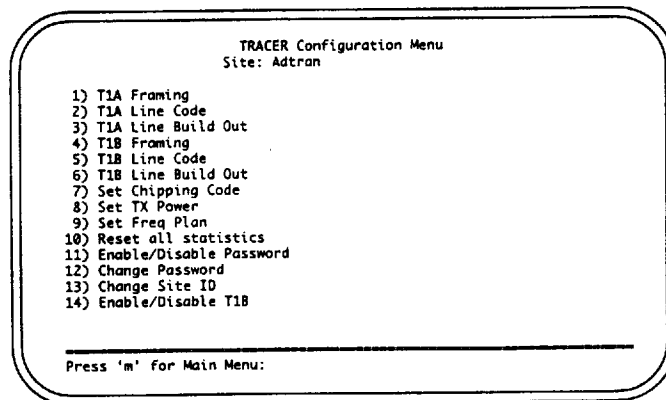 TRACER Configuration Menu
Site: Adtran
1) T1A Framing
2) T1A Line Code
3) T1A Line Build Out
4) T1B Framing
5) T1B Line Code
6) T1B Line Build Out
7) Set Chipping Code
8) Set TX Power
9) Set Freq Plan
10) Reset all statistics
11) Enable/Disable Password
12) Change Password
13) Change Site ID
14) Enable/Disable T1B
Press 'm' for Main Menu: